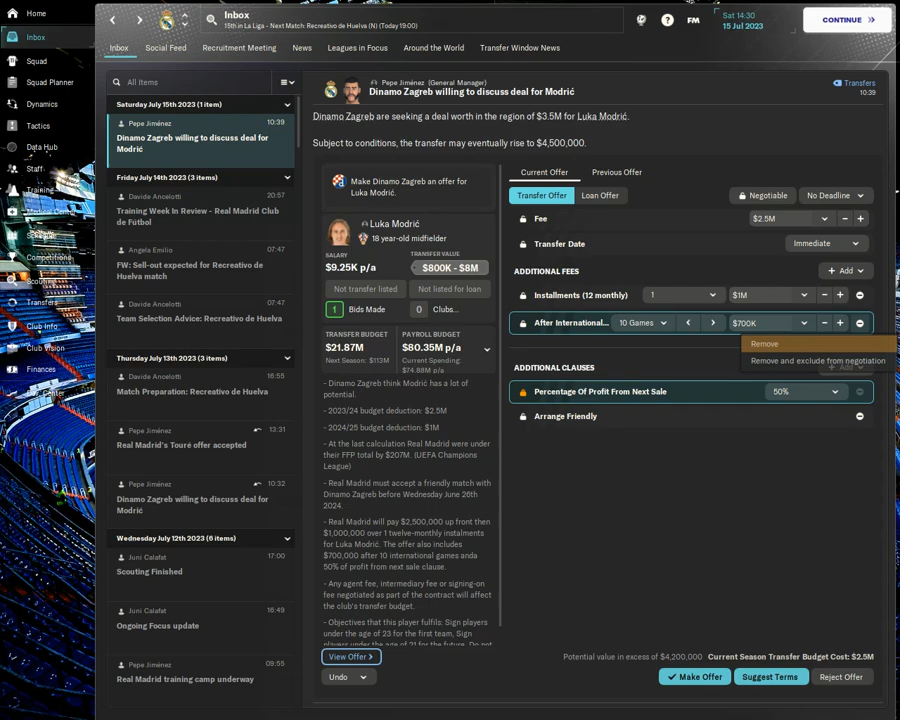 Home
Inbox
Squad
Squad Planner
Dynamics
Tactics
Data Hub
Staff
Training
Competitions
Scouting
Transfers
Club Info
Club Vision
Finances
Inbox
15th in La Liga - Next Match: Recreativo de Huelva (N) (Today 19:00)
FM
Sat 14:30
15 Jul 2023
CONTINUE
Inbox
Social Feed
Recruitment Meeting
News
Leagues in Focus
Around the World
Transfer Window News
All Items
Saturday July 15th 2023 (1 item)
Pepe Jiménez
10:39
Dinamo Zagreb willing to discuss deal for
Modrić
Friday July 14th 2023 (3 items)
Davide Ancelotti
20:57
Training Week In Review - Real Madrid Club
de Fútbol
Angela Emilio
07:47
FW: Sell-out expected for Recreativo de
Huelva match
Davide Ancelotti
07:47
Team Selection Advice: Recreativo de Huelva
Thursday July 13th 2023 (3 items)
Davide Ancelotti
16:55
Match Preparation: Recreativo de Huelva
Pepe Jiménez
13:31
Real Madrid's Touré offer accepted
Pepe Jiménez
10:32
Dinamo Zagreb willing to discuss deal for
Modrić
Wednesday July 12th 2023 (6 items)
Juni Calafat
17:00
Scouting Finished
Juni Calafat
16:49
Ongoing Focus update
Pepe Jiménez
09:55
Real Madrid training camp underway
Pepe Jiménez (General Manager)
Dinamo Zagreb willing to discuss deal for Modrić
Transfers
10:39
Dinamo Zagreb are seeking a deal worth in the region of $3.5M for Luka Modrić.
Subject to conditions, the transfer may eventually rise to $4,500,000.
Make Dinamo Zagreb an offer for
Luka Modrić.
Luka Modrić
18 year-old midfielder
SALARY
$9.25K p/a
TRANSFER VALUE
$800K - $8M
Not transfer listed
Not listed for loan
1
Bids Made
0
Clubs...
TRANSFER BUDGET
$21.87M
Next Season: $113M
PAYROLL BUDGET
$80.35M p/a
Current Spending:
$74.88M p/a
- Dinamo Zagreb think Modrić has a lot of
potential.
- 2023/24 budget deduction: $2.5M
- 2024/25 budget deduction: $1M
- At the last calculation Real Madrid were under
their FFP total by $207M. (UEFA Champions
League)
- Real Madrid must accept a friendly match with
Dinamo Zagreb before Wednesday June 26th
2024.
- Real Madrid will pay $2,500,000 up front then
$1,000,000 over 1 twelve-monthly instalments
for Luka Modrić. The offer also includes
$700,000 after 10 international games anda
50% of profit from next sale clause.
- Any agent fee, intermediary fee or signing-on
fee negotiated as part of the contract will affect
the club's transfer budget.
- Objectives that this player fulfils: Sign players
under the age of 23 for the first team, Sign
players under the age of 21 for the future. Do not
View Offer
Undo
Current Offer
Previous Offer
Transfer Offer
Loan Offer
Negotiable
No Deadline
Fee
$2.5M
Transfer Date
Immediate
ADDITIONAL FEES
+ Add
Installments (12 monthly)
1
$1M
After International...
10 Games
$700K
Remove
Remove and exclude from negotiation
ADDITIONAL CLAUSES
+ Add
Percentage Of Profit From Next Sale
50%
Arrange Friendly
Potential value in excess of $4,200,000 Current Season Transfer Budget Cost: $2.5M
Make Offer
Suggest Terms
Reject Offer